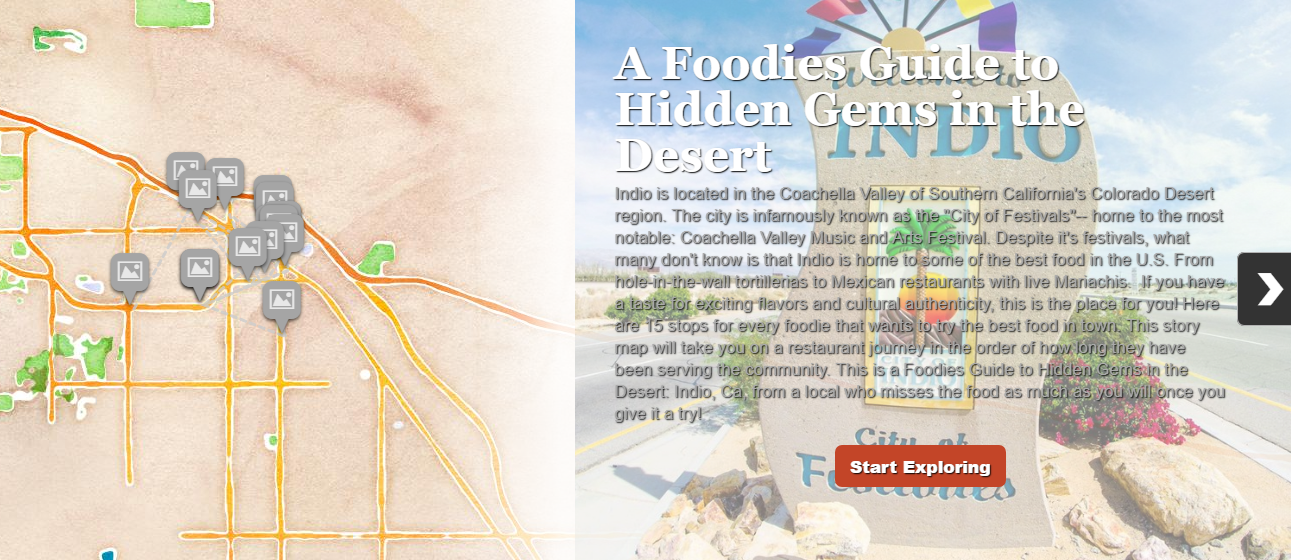 A Foodies Guide to
Hidden Gems in the
Desert
Indio is located in the Coachella Valley of Southern California's Colorado Desert
region. The city is infamously known as the "City of Festivals"-- home to the most
notable: Coachella Valley Music and Arts Festival. Despite it's festivals, what
many don't know is that Indio is home to some of the best food in the U.S. From
hole-in-the-wall tortillerias to Mexican restaurants with live Mariachis. If you have
a taste for exciting flavors and cultural authenticity, this is the place for you! Here
are 15 stops for every foodie that wants to try the best food in town. This story
map will take you on a restaurant journey in the order of how long they have
been serving the community. This is a Foodies Guide to Hidden Gems in the
Desert: Indio, Ca, from a local who misses the food as much as you will once you
give it a try!
Start Exploring
Welcome to
INDIO
CITY OF
INDIO
City of
Festivals